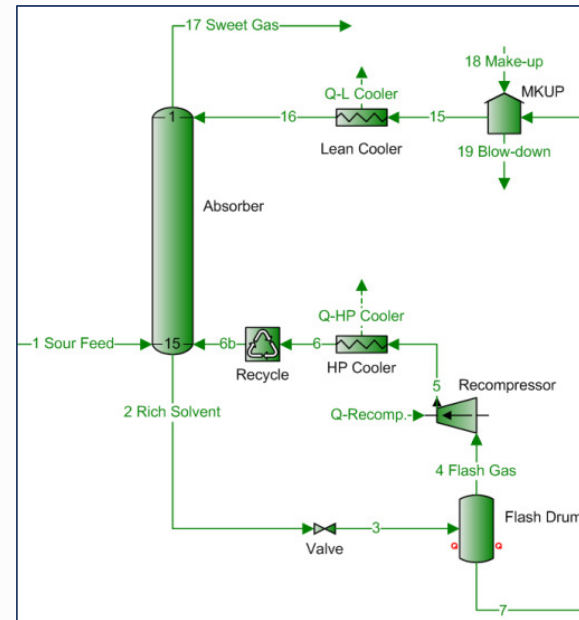 17 Sweet Gas
18 Make-up
MKUP
Q-L Cooler
1
16
15
Lean Cooler
19 Blow-down
Absorber
Q-HP Cooler
1 Sour Feed
15
6b
6
Recycle
HP Cooler
5
Recompressor
Q-Recomp.
2 Rich Solvent
4 Flash Gas
3
Valve
Flash Drum
Q
Q
7